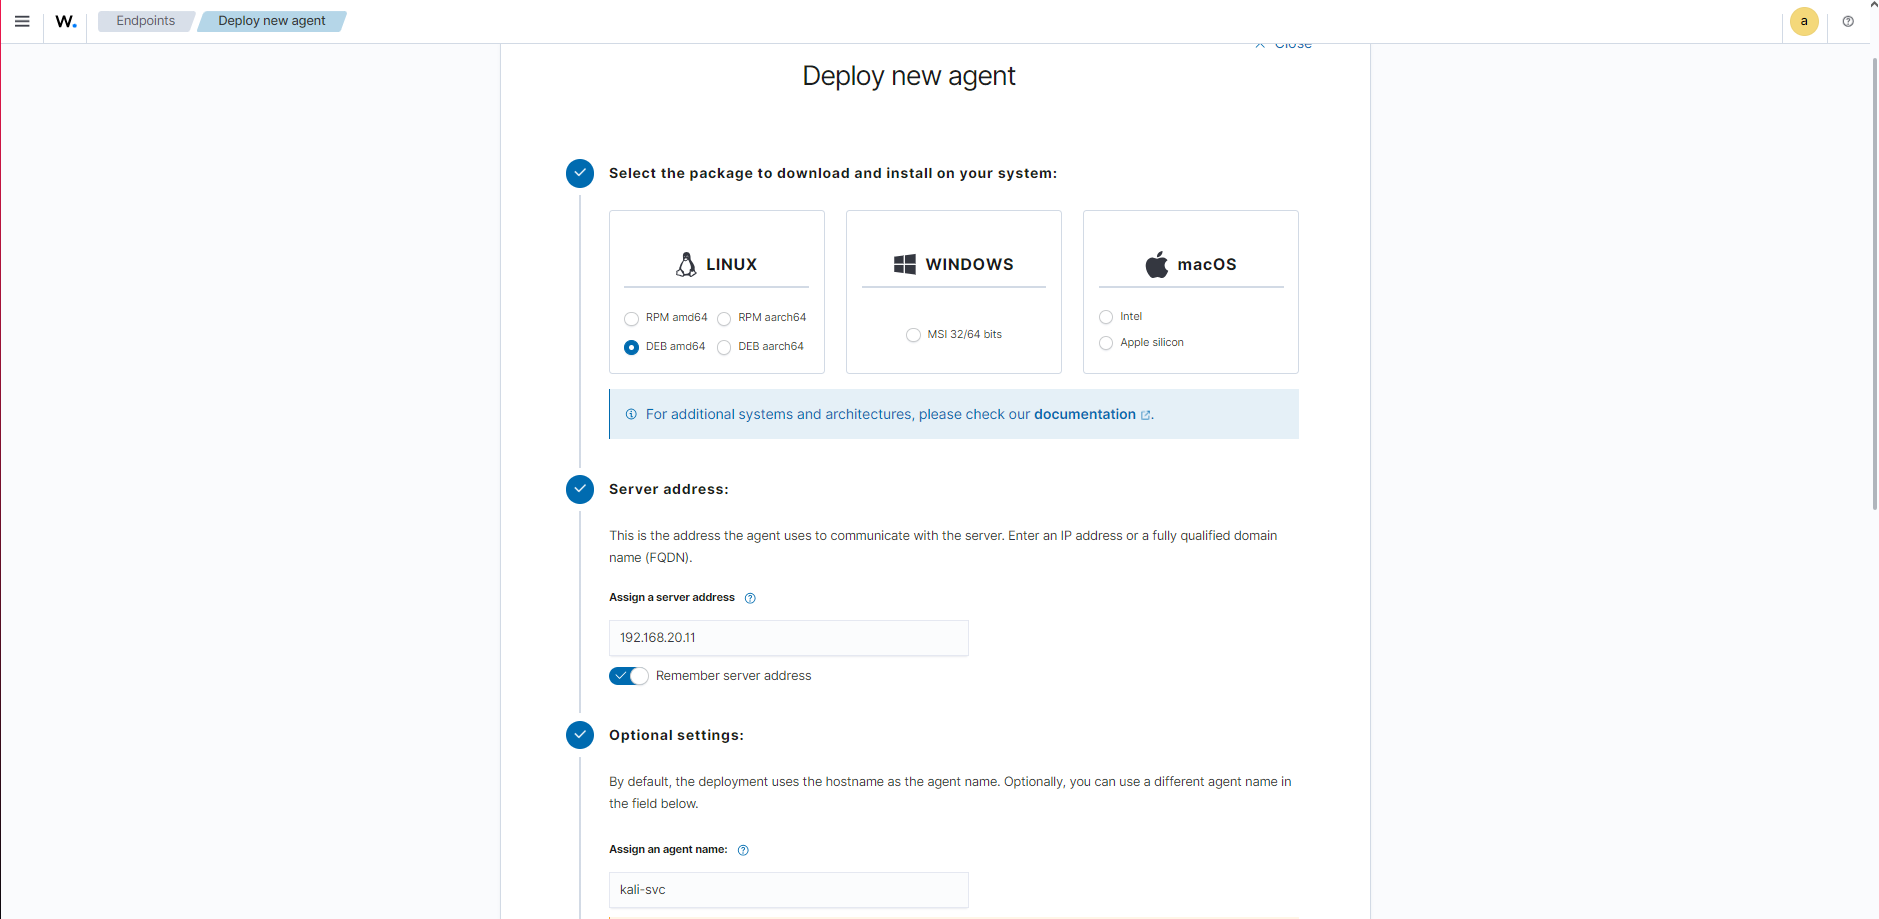 W.
Endpoints
Deploy new agent
a
Close
Deploy new agent
Select the package to download and install on your system:
LINUX
RPM amd64
RPM aarch64
DEB amd64
DEB aarch64
WINDOWS
MSI 32/64 bits
macOS
Intel
Apple silicon
For additional systems and architectures, please check our documentation.
Server address:
This is the address the agent uses to communicate with the server. Enter an IP address or a fully qualified domain
name (FQDN).
Assign a server address
192.168.20.11
Remember server address
Optional settings:
By default, the deployment uses the hostname as the agent name. Optionally, you can use a different agent name in
the field below.
Assign an agent name:
kali-svc